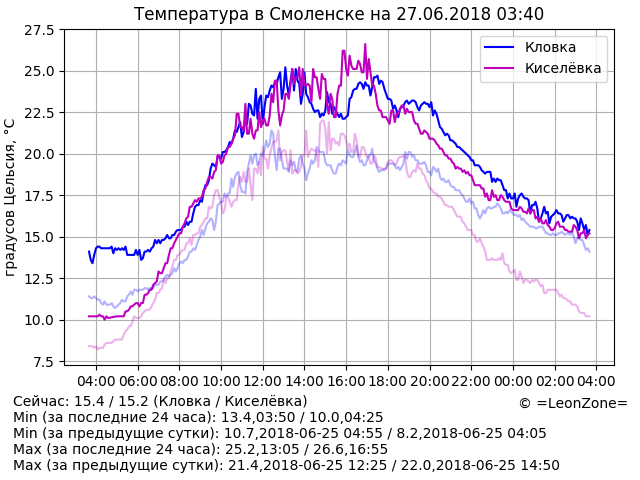 Температура в Смоленске на 27.06.2018 03:40
27.5
25.0
22.5
20.0
17.5
15.0
12.5
10.0
7.5
градусов Цельсия, °C
Кловка
Киселёвка
04:00 06:00 08:00 10:00 12:00 14:00 16:00 18:00 20:00 22:00 00:00 02:00 04:00
Сейчас: 15.4 / 15.2 (Кловка / Киселёвка)
© =LeonZone=
Min (за последние 24 часа): 13.4,03:50 / 10.0,04:25
Min (за предыдущие сутки): 10.7,2018-06-25 04:55 / 8.2,2018-06-25 04:05
Max (за последние 24 часа): 25.2,13:05 / 26.6,16:55
Max (за предыдущие сутки): 21.4,2018-06-25 12:25 / 22.0,2018-06-25 14:50